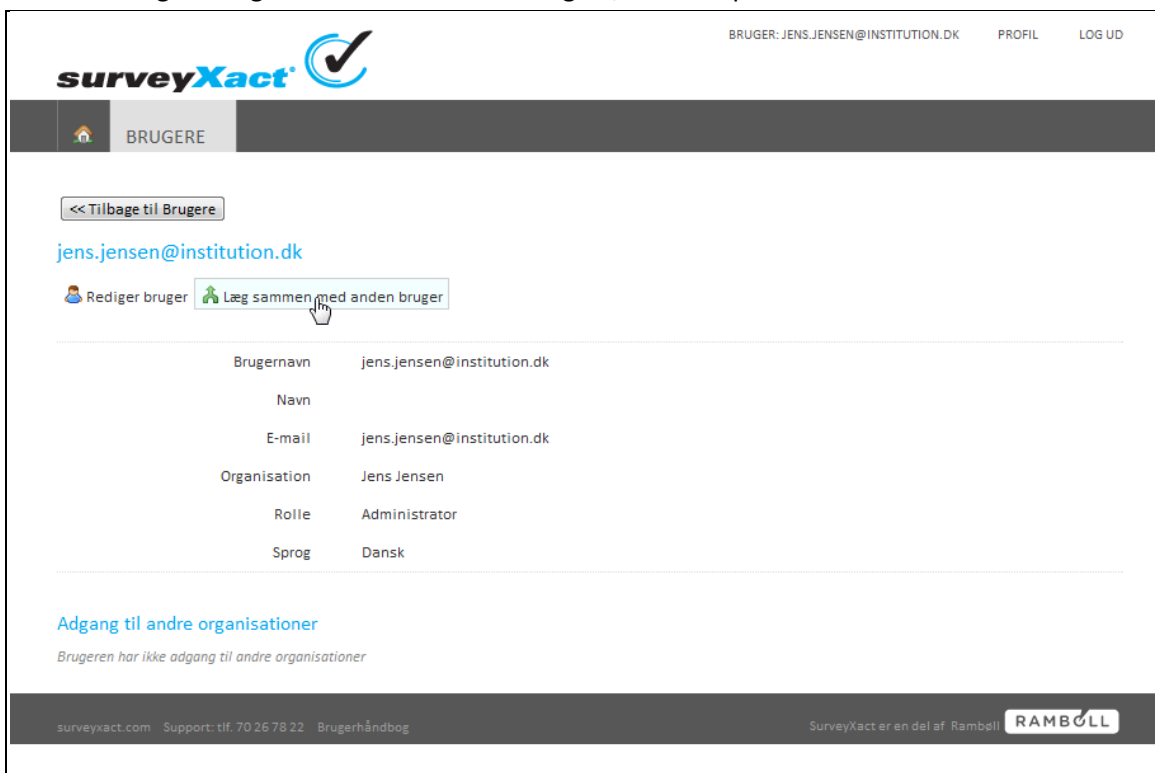 BRUGER: JENS.JENSEN@INSTITUTION.DK PROFIL LOG UD
surveyXact
BRUGERE
<< Tilbage til Brugere
jens.jensen@institution.dk
Rediger bruger Læg sammen med anden bruger
Brugernavn jens.jensen@institution.dk
Navn
E-mail jens.jensen@institution.dk
Organisation Jens Jensen
Rolle Administrator
Sprog Dansk
Adgang til andre organisationer
Brugeren har ikke adgang til andre organisationer
surveyxact.com Support: tlf. 70 26 78 22 Brugerhåndbog SurveyXact er en del af Rambøll RAMBØLL